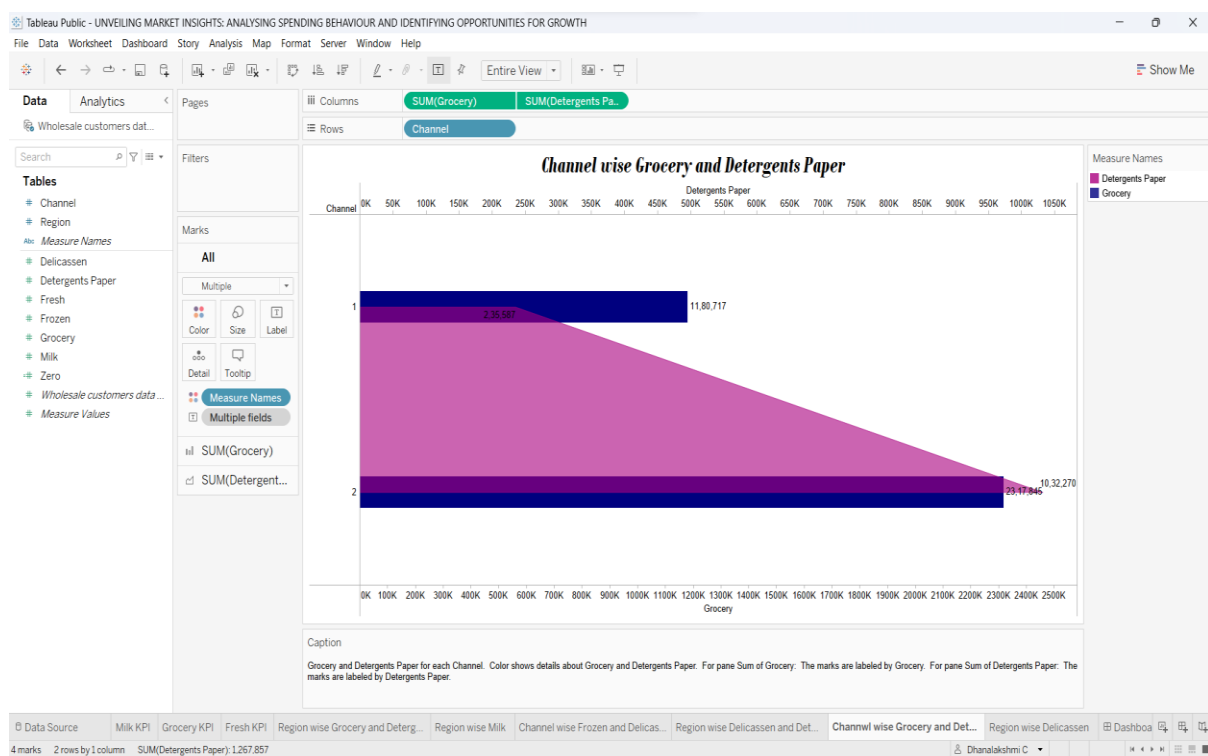 Tableau Public - UNVEILING MARKET INSIGHTS: ANALYSING SPENDING BEHAVIOUR AND IDENTIFYING OPPORTUNITIES FOR GROWTH
File Data Worksheet Dashboard Story Analysis Map Format Server Window Help
Entire View
Show Me
Data Analytics
Wholesale customers dat...
Search
Tables
Channel
Region
Abc Measure Names
Delicassen
Detergents Paper
Fresh
Frozen
Grocery
Milk
Zero
Wholesale customers data ...
Measure Values
Pages
Filters
Marks
All
Multiple
Color Size Label
Detail Tooltip
Measure Names
Multiple fields
SUM(Grocery)
SUM(Detergent...
Columns SUM(Grocery) SUM(Detergents Pa..
Rows Channel
Channel wise Grocery and Detergents Paper
Detergents Paper
Channel 0K 50K 100K 150K 200K 250K 300K 350K 400K 450K 500K 550K 600K 650K 700K 750K 800K 850K 900K 950K 1000K 1050K
1 2,35,587 11,80,717
10,32,270
2 23,17,845
0K 100K 200K 300K 400K 500K 600K 700K 800K 900K 1000K 1100K 1200K 1300K 1400K 1500K 1600K 1700K 1800K 1900K 2000K 2100K 2200K 2300K 2400K 2500K
Grocery
Measure Names
Detergents Paper
Grocery
Caption
Grocery and Detergents Paper for each Channel. Color shows details about Grocery and Detergents Paper. For pane Sum of Grocery: The marks are labeled by Grocery. For pane Sum of Detergents Paper: The
marks are labeled by Detergents Paper.
Data Source Milk KPI Grocery KPI Fresh KPI Region wise Grocery and Deterg... Region wise Milk Channel wise Frozen and Delicas... Region wise Delicassen and Det... Channwl wise Grocery and Det... Region wise Delicassen Dashboa
4 marks 2 rows by 1 column SUM(Detergents Paper): 1,267,857 Dhanalakshmi C